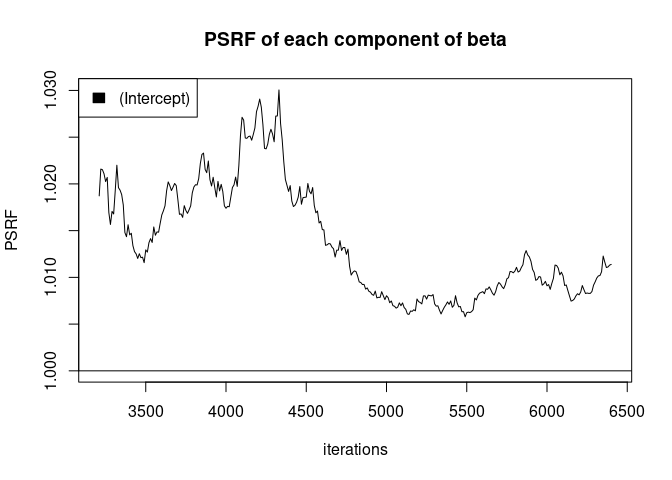 PSRF of each component of beta
(Intercept)
PSRF
1.030
1.020
1.010
1.000
3500 4000 4500 5000 5500 6000 6500
iterations